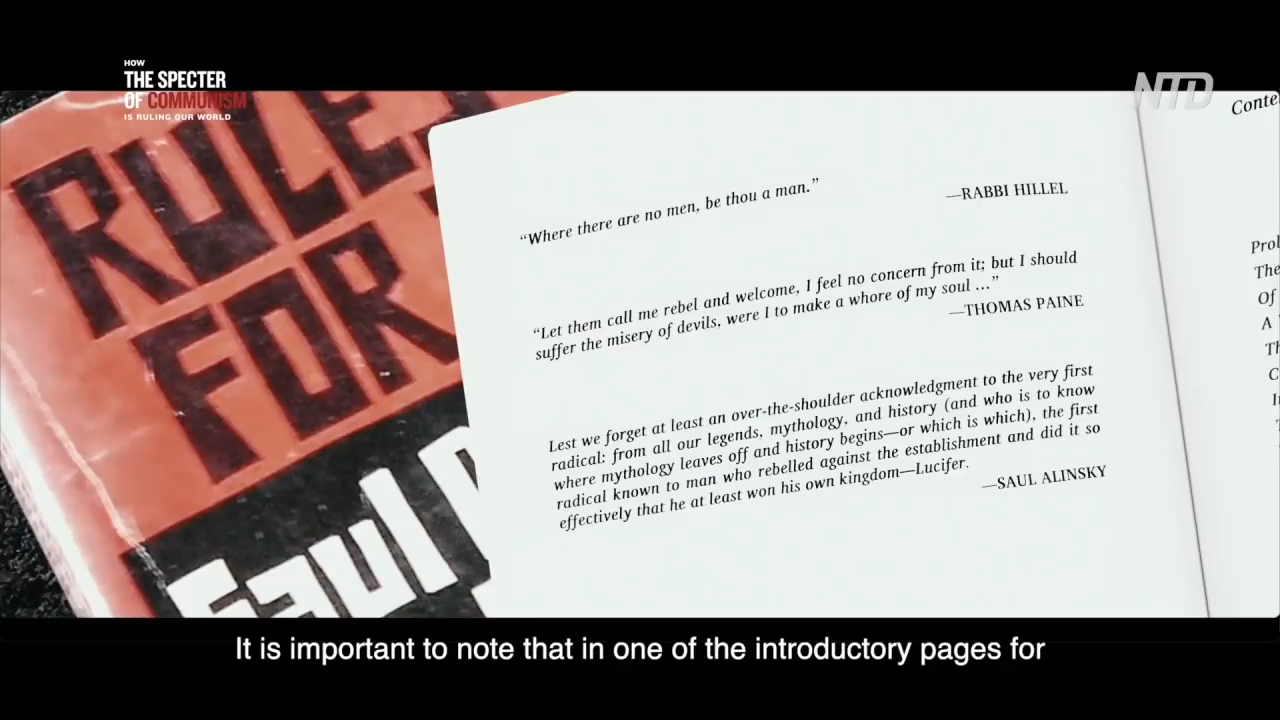 HOW
THE SPECTER
OF COMMUNISM
IS RULING OUR WORLD
NTD
RULES
FOR
Saul
“Where there are no men, be thou a man.”
—RABBI HILLEL
“Let them call me rebel and welcome, I feel no concern from it; but I should
suffer the misery of devils, were I to make a whore of my soul ...”
—THOMAS PAINE
Lest we forget at least an over-the-shoulder acknowledgment to the very first
radical: from all our legends, mythology, and history (and who is to know
where mythology leaves off and history begins—or which is which), the first
radical known to man who rebelled against the establishment and did it so
effectively that he at least won his own kingdom—Lucifer.
—SAUL ALINSKY
The
Of
A
It is important to note that in one of the introductory pages for